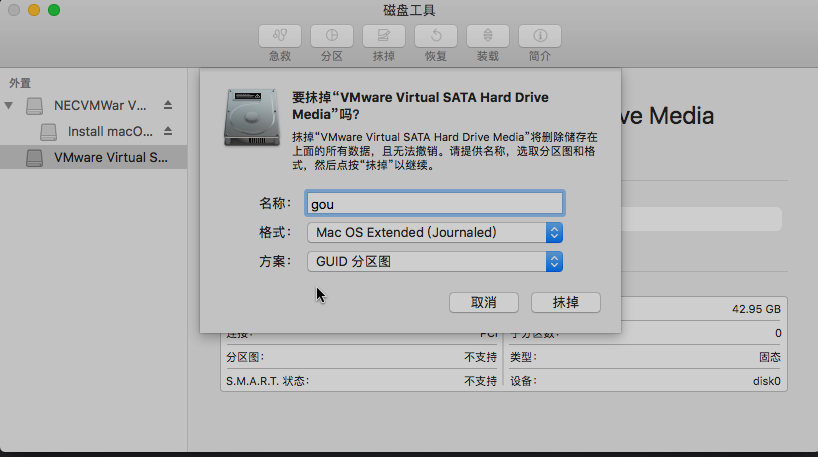 磁盘工具
急救
分区
抹掉
恢复
装载
简介
外置
NECVMWar V...
Install macO...
VMware Virtual S...
要抹掉“VMware Virtual SATA Hard Drive
Media”吗?
抹掉“VMware Virtual SATA Hard Drive Media”将删除储存在
上面的所有数据，且无法撤销。请提供名称，选取分区图和格
式，然后点按“抹掉”以继续。
ve Media
名称：
gou
格式：
Mac OS Extended (Journaled)
方案：
GUID 分区图
取消
抹掉
42.95 GB
连接：
PCI
子分区数：
0
分区图：
不支持
类型：
固态
S.M.A.R.T. 状态：
不支持
设备：
disk0